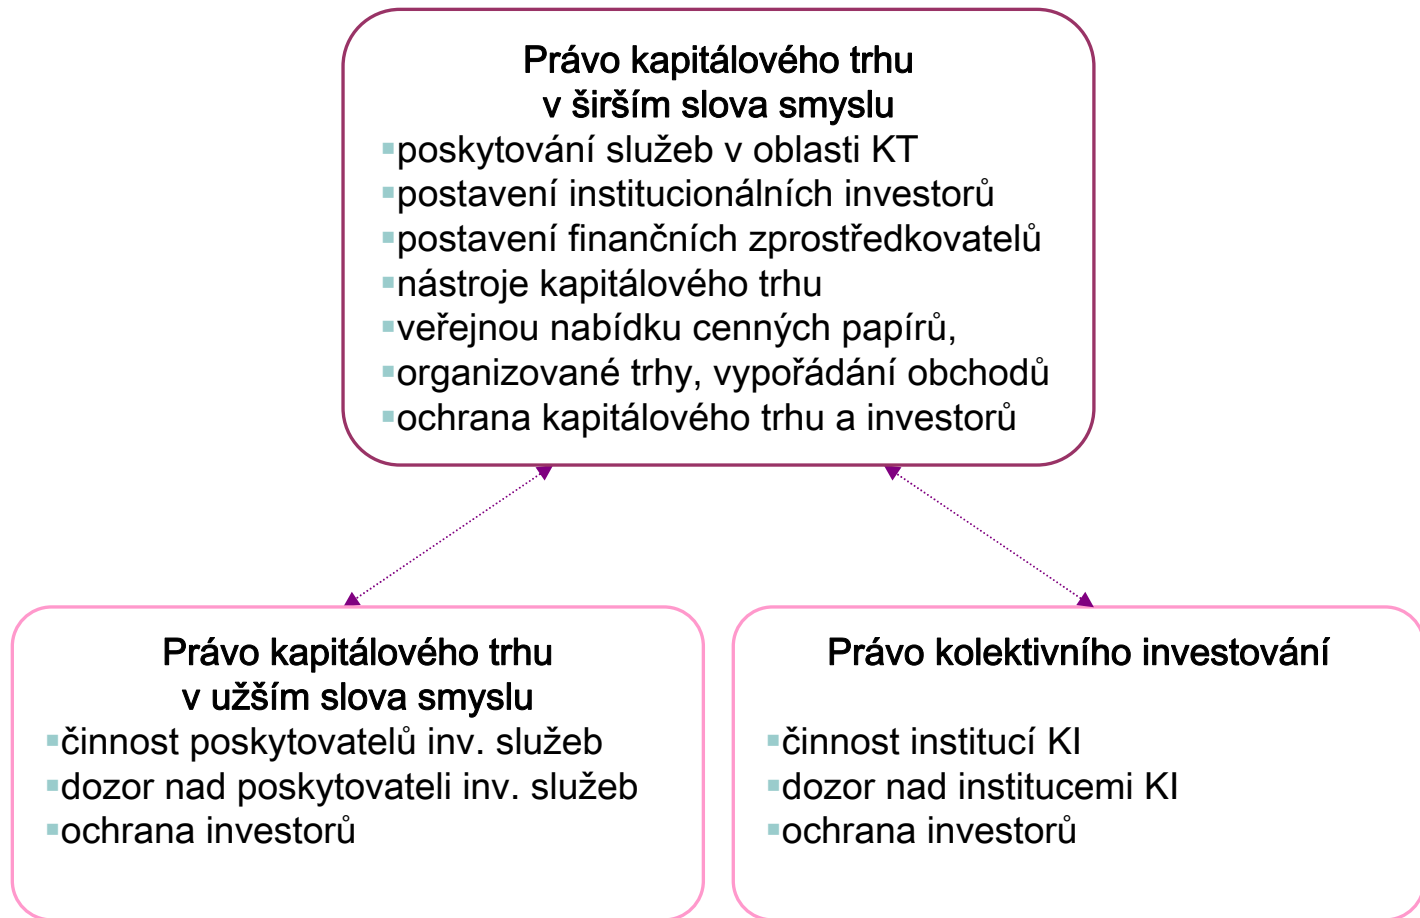 Právo kapitálového trhu
v širším slova smyslu
▪poskytování služeb v oblasti KT
▪postavení institucionálních investorů
▪postavení finančních zprostředkovatelů
▪nástroje kapitálového trhu
▪veřejnou nabídku cenných papírů,
▪organizované trhy, vypořádání obchodů
▪ochrana kapitálového trhu a investorů
Právo kapitálového trhu
v užším slova smyslu
▪činnost poskytovatelů inv. služeb
▪dozor nad poskytovateli inv. služeb
▪ochrana investorů
Právo kolektivního investování
▪činnost institucí KI
▪dozor nad institucemi KI
▪ochrana investorů